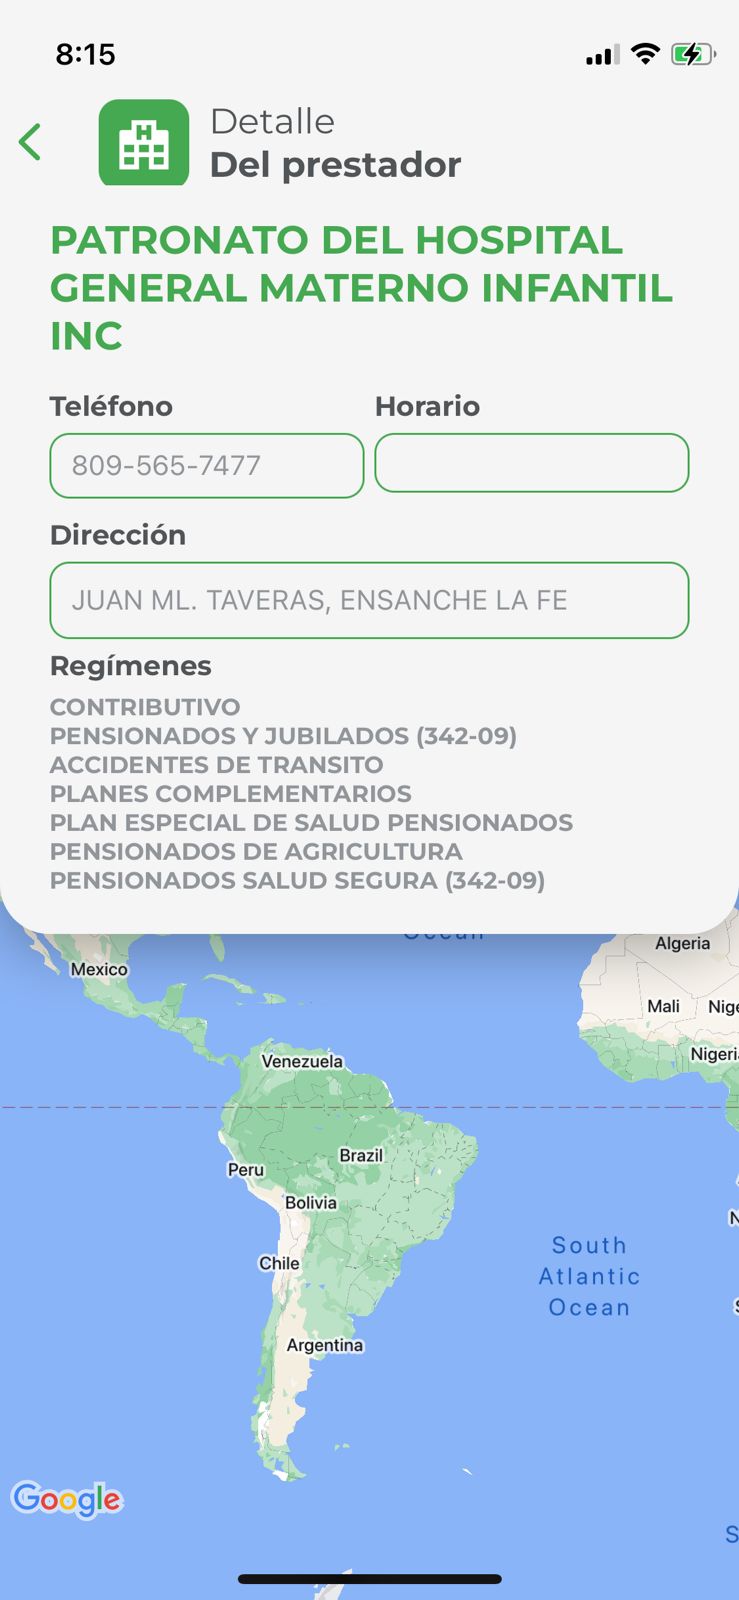 8:15
Detalle
Del prestador
PATRONATO DEL HOSPITAL
GENERAL MATERNO INFANTIL
INC
Teléfono
Horario
809-565-7477
Dirección
JUAN ML. TAVERAS, ENSANCHE LA FE
Regímenes
CONTRIBUTIVO
PENSIONADOS Y JUBILADOS (342-09)
ACCIDENTES DE TRANSITO
PLANES COMPLEMENTARIOS
PLAN ESPECIAL DE SALUD PENSIONADOS
PENSIONADOS DE AGRICULTURA
PENSIONADOS SALUD SEGURA (342-09)
Ocean
Algeria
Mexico
Mali
Nige
Nigeri
Venezuela
Brazil
Peru
Bolivia
N
South
Atlantic
Ocean
Chile
Argentina
Google
S